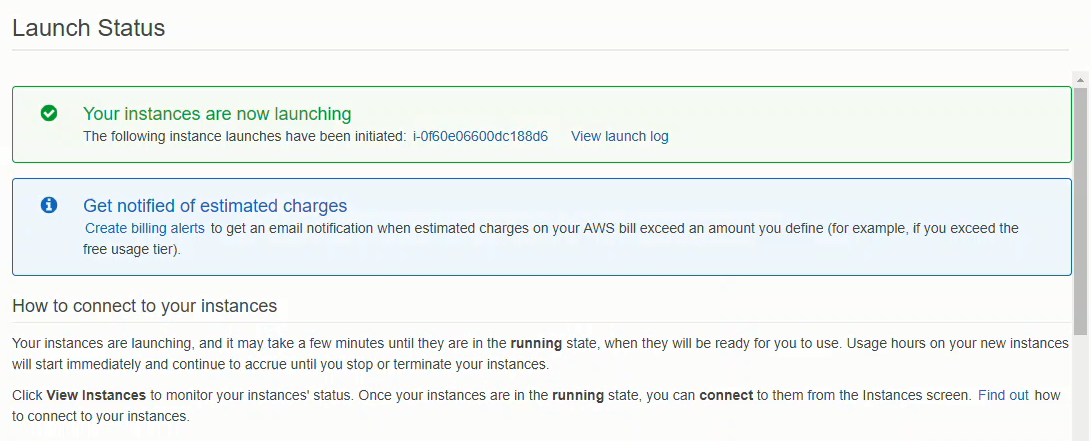 Launch Status
Your instances are now launching
The following instance launches have been initiated: i-0f60e06600dc188d6 View launch log
Get notified of estimated charges
Create billing alerts to get an email notification when estimated charges on your AWS bill exceed an amount you define (for example, if you exceed the
free usage tier).
How to connect to your instances
Your instances are launching, and it may take a few minutes until they are in the running state, when they will be ready for you to use. Usage hours on your new instances
will start immediately and continue to accrue until you stop or terminate your instances.
Click View Instances to monitor your instances' status. Once your instances are in the running state, you can connect to them from the Instances screen. Find out how
to connect to your instances.